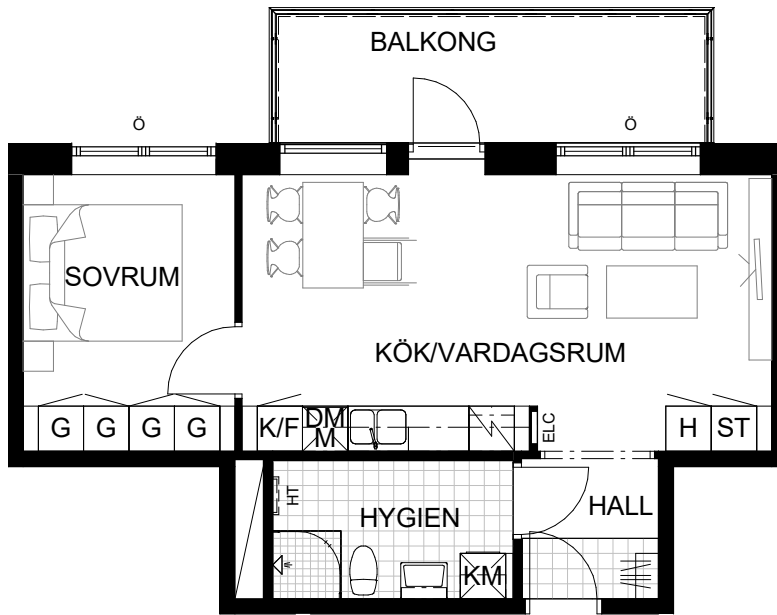 BALKONG
Ö
Ö
SOVRUM
KÖK/VARDAGSRUM
G G G G
K/F
DM
M
ELC
H ST
HT
HYGIEN
HALL
KM